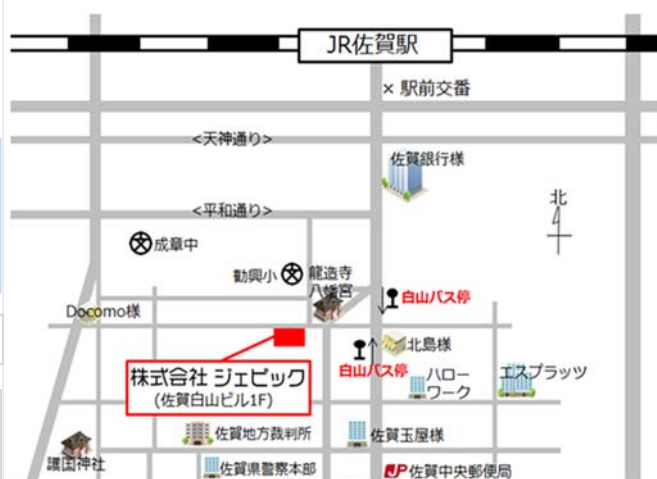 JR佐賀駅
× 駅前交番
<天神通り>
佐賀銀行様
北
<平和通り>
成章中
勧興小
龍造寺
八幡宮
白山バス停
Docomo様
北島様
白山バス停
株式会社 ジェピック
(佐賀白山ビル1F)
ハロー
ワーク
エスプラッツ
佐賀地方裁判所
佐賀玉屋様
護国神社
佐賀県警察本部
JP 佐賀中央郵便局